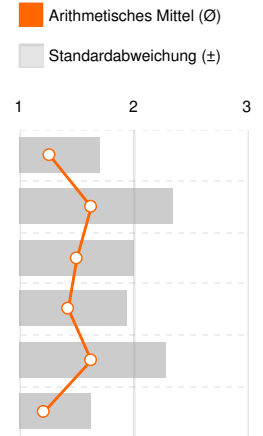 Arithmetisches Mittel (Ø)
Standardabweichung (±)
1 2 3